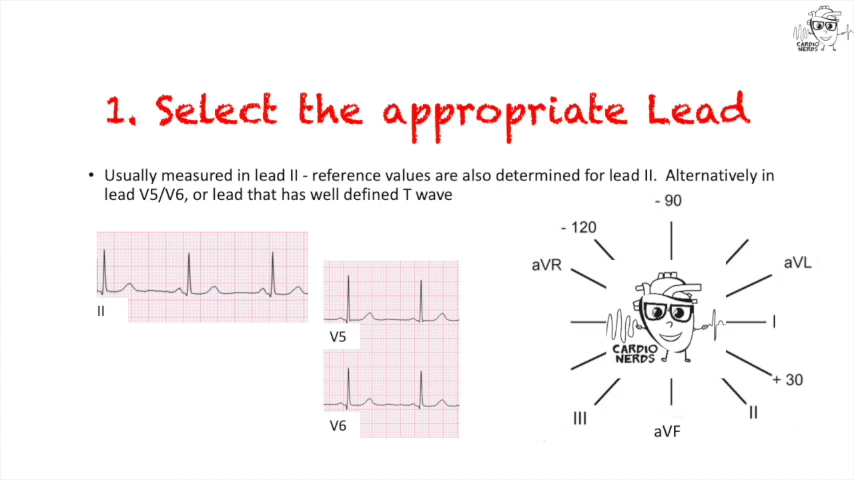 CARDIO
NERDS
1. Select the appropriate Lead
• Usually measured in lead II - reference values are also determined for lead II. Alternatively in
lead V5/V6, or lead that has well defined T wave
- 90
- 120
aVR
aVL
II
V5
I
CARDIO
NERDS
+ 30
V6
III
II
aVF